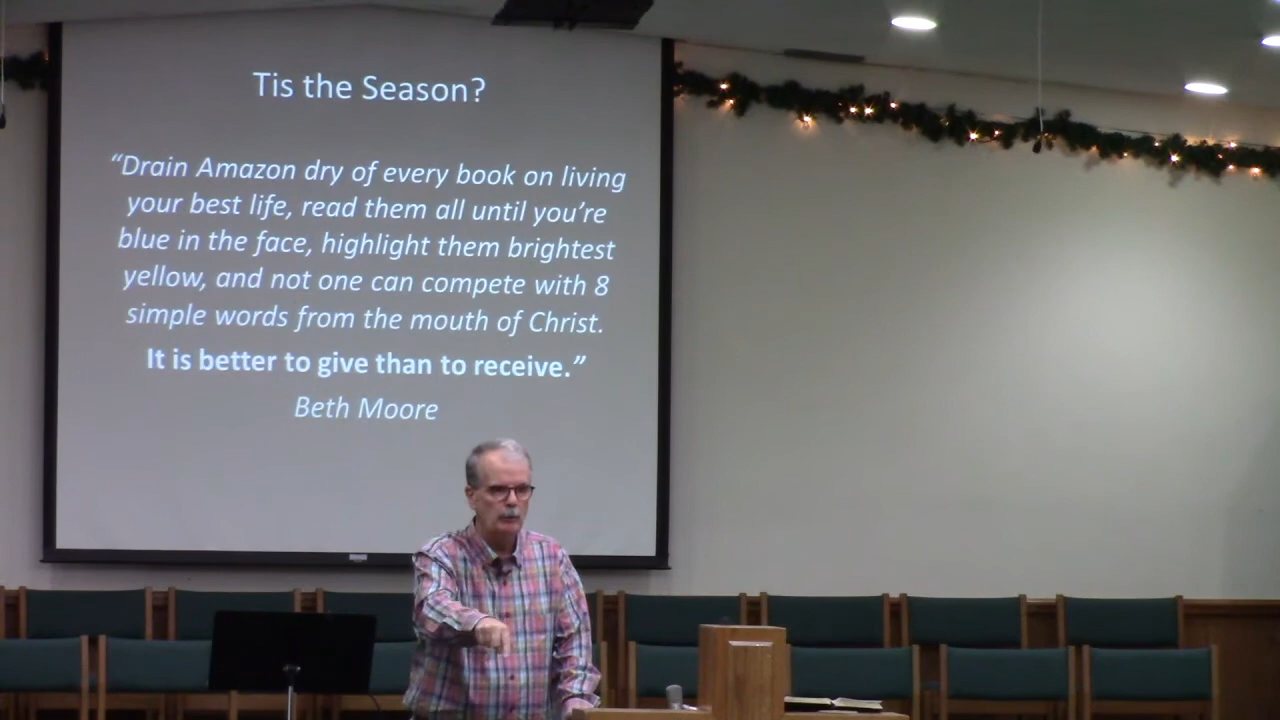 Tis the Season?
“Drain Amazon dry of every book on living
your best life, read them all until you’re
blue in the face, highlight them brightest
yellow, and not one can compete with 8
simple words from the mouth of Christ.
It is better to give than to receive.”
Beth Moore